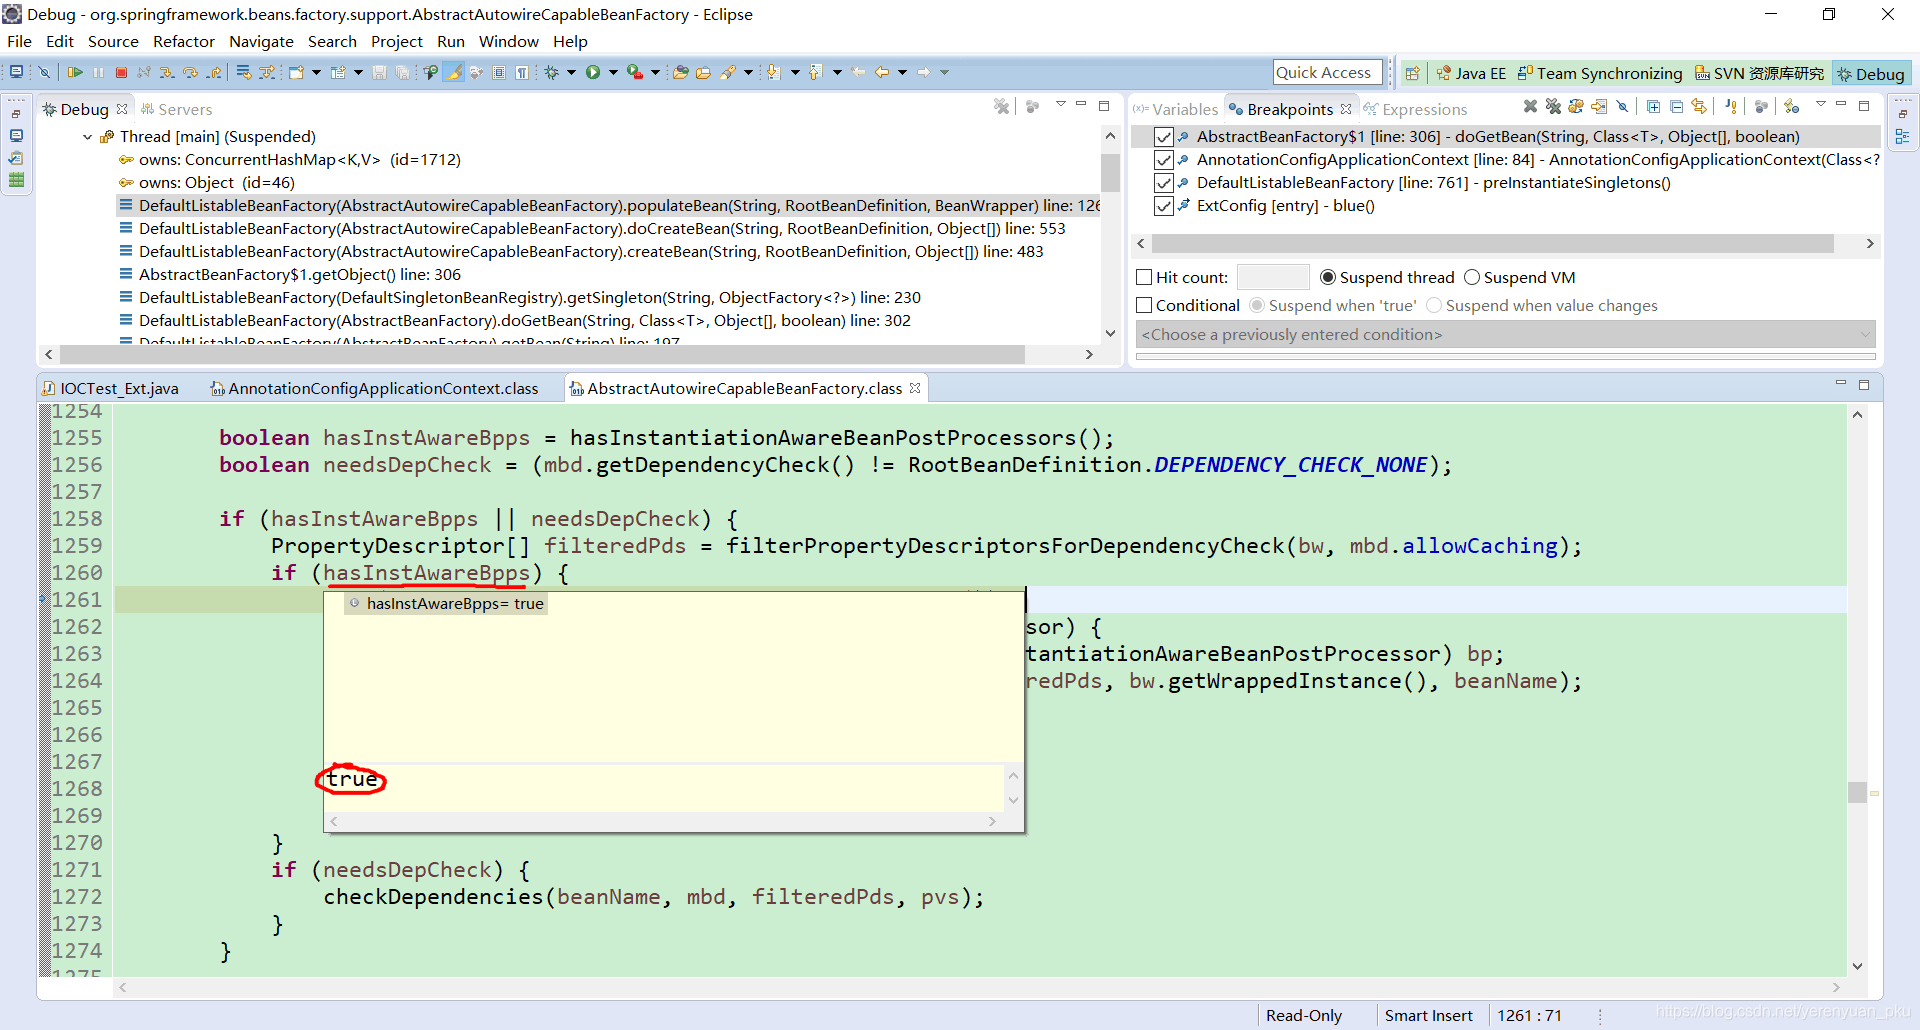 Debug - org.springframework.beans.factory.support.AbstractAutowireCapableBeanFactory - Eclipse
File Edit Source Refactor Navigate Search Project Run Window Help
Quick Access
Java EE
Team Synchronizing
SVN 资源库研究
Debug
Debug
Servers
Thread [main] (Suspended)
owns: ConcurrentHashMap<K,V> (id=1712)
owns: Object (id=46)
DefaultListableBeanFactory(AbstractAutowireCapableBeanFactory).populateBean(String, RootBeanDefinition, BeanWrapper) line: 126
DefaultListableBeanFactory(AbstractAutowireCapableBeanFactory).doCreateBean(String, RootBeanDefinition, Object[]) line: 553
DefaultListableBeanFactory(AbstractAutowireCapableBeanFactory).createBean(String, RootBeanDefinition, Object[]) line: 483
AbstractBeanFactory$1.getObject() line: 306
DefaultListableBeanFactory(DefaultSingletonBeanRegistry).getSingleton(String, ObjectFactory<?>) line: 230
DefaultListableBeanFactory(AbstractBeanFactory).doGetBean(String, Class<T>, Object[], boolean) line: 302
DefaultListableBeanFactory(AbstractBeanFactory).getBean(String) line: 197
(x)= Variables
Breakpoints
Expressions
AbstractBeanFactory$1 [line: 306] - doGetBean(String, Class<T>, Object[], boolean)
AnnotationConfigApplicationContext [line: 84] - AnnotationConfigApplicationContext(Class<?
DefaultListableBeanFactory [line: 761] - preInstantiateSingletons()
ExtConfig [entry] - blue()
Hit count:
Suspend thread
Suspend VM
Conditional
Suspend when 'true'
Suspend when value changes
<Choose a previously entered condition>
IOCTest_Ext.java
AnnotationConfigApplicationContext.class
AbstractAutowireCapableBeanFactory.class
1254
1255 boolean hasInstAwareBpps = hasInstantiationAwareBeanPostProcessors();
1256 boolean needsDepCheck = (mbd.getDependencyCheck() != RootBeanDefinition.DEPENDENCY_CHECK_NONE);
1257
1258 if (hasInstAwareBpps || needsDepCheck) {
1259 PropertyDescriptor[] filteredPds = filterPropertyDescriptorsForDependencyCheck(bw, mbd.allowCaching);
1260 if (hasInstAwareBpps) {
1261
hasInstAwareBpps= true
1262 sor) {
1263 tantiationAwareBeanPostProcessor) bp;
1264 redPds, bw.getWrappedInstance(), beanName);
1265
1266
1267
true
1268
1269
1270 }
1271 if (needsDepCheck) {
1272 checkDependencies(beanName, mbd, filteredPds, pvs);
1273 }
1274 }
1275
Read-Only
Smart Insert
1261 : 71
https://blog.csdn.net/yerenyuan_pku